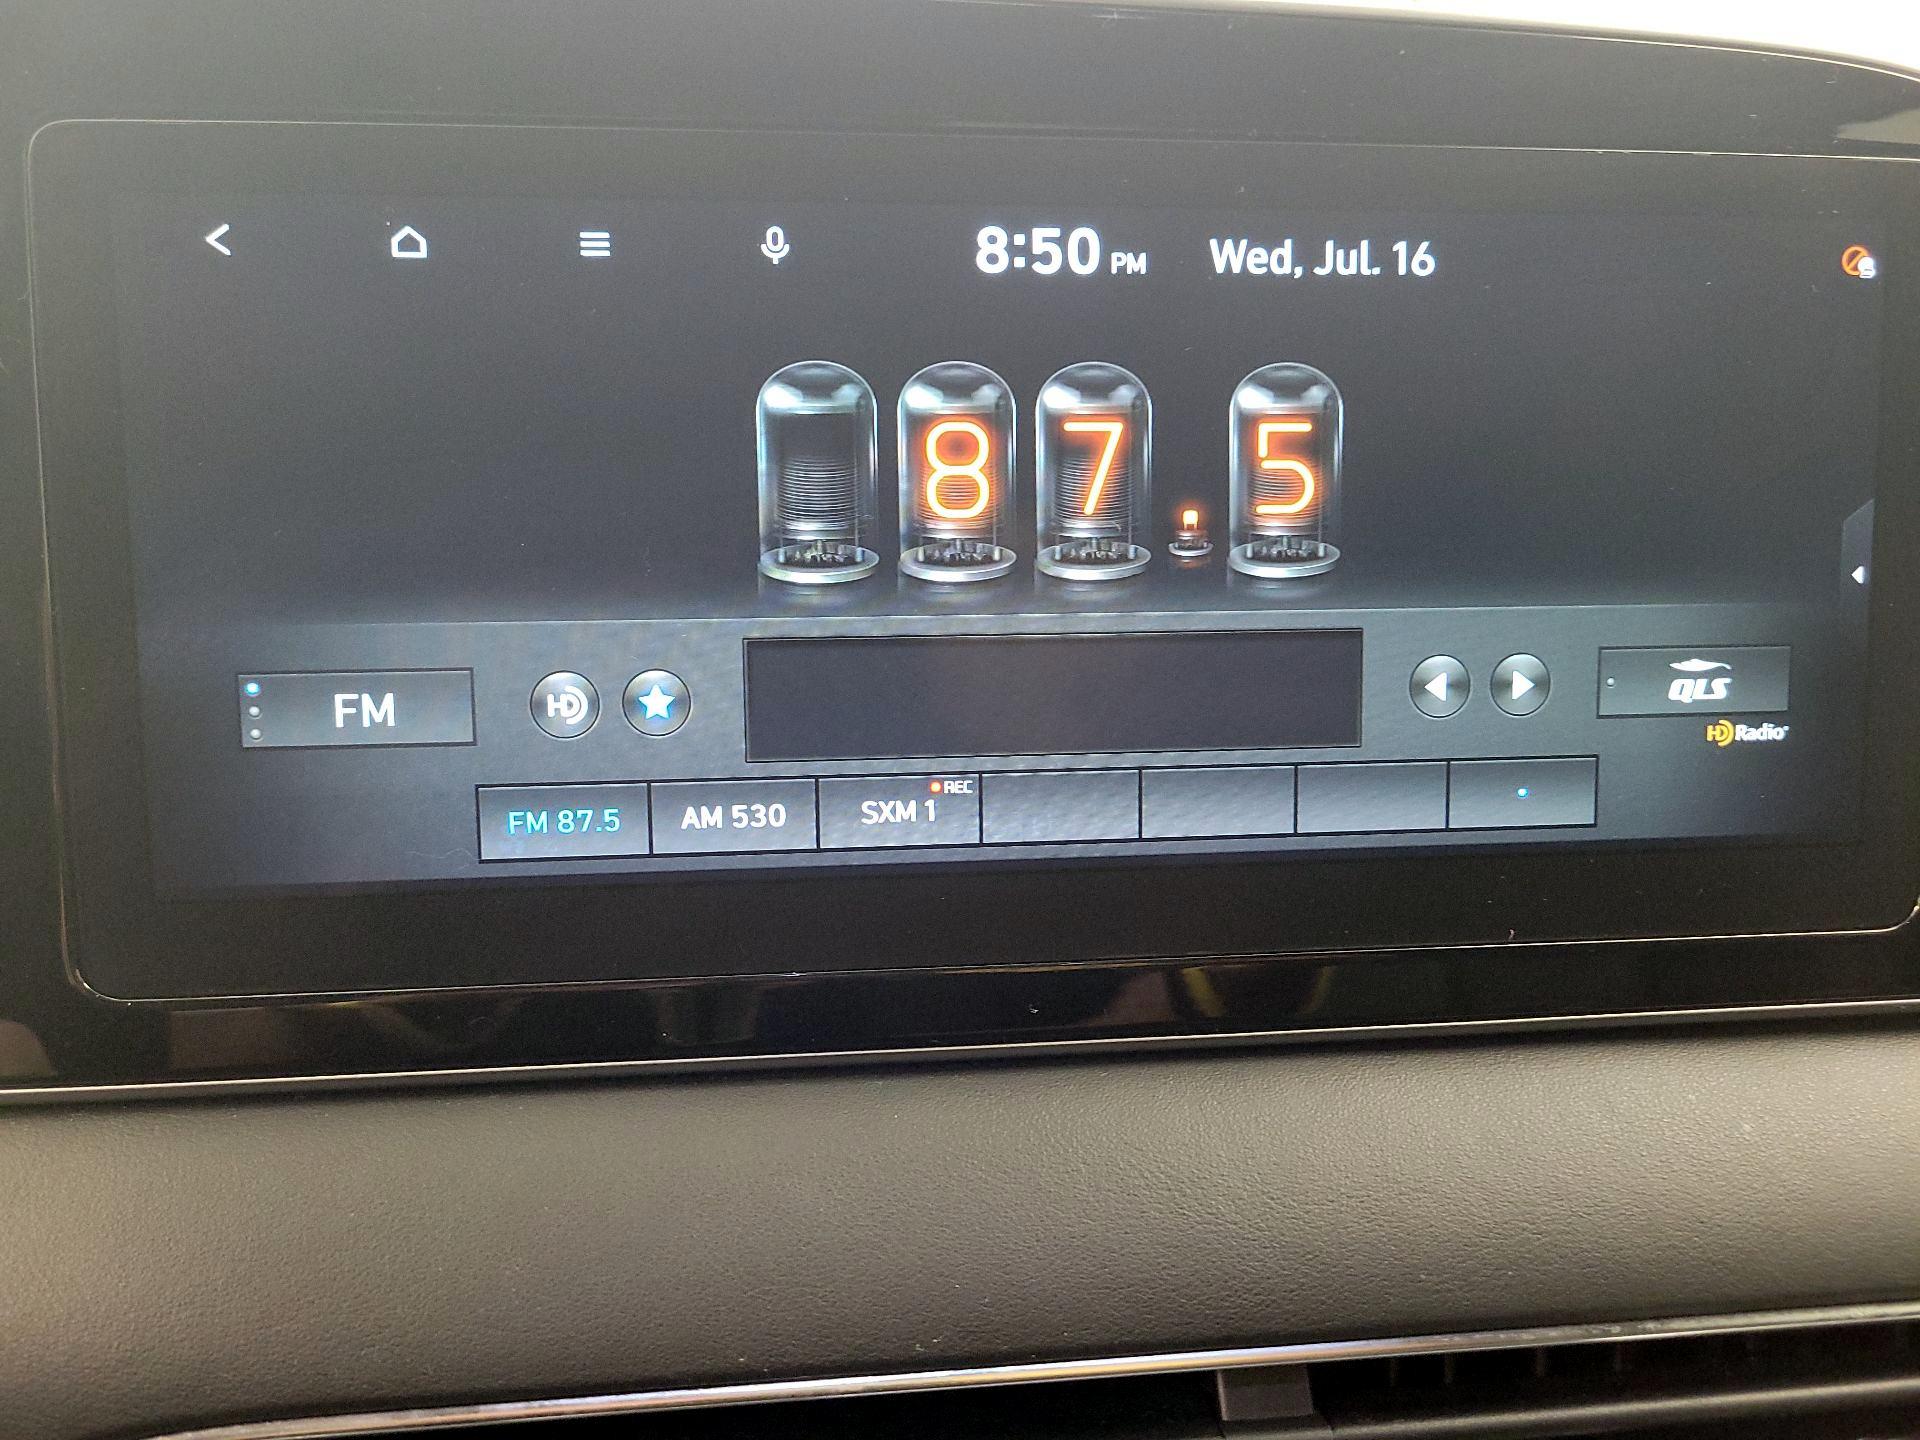 8:50 PM Wed, Jul. 16
87.5
FM
HD
QLS
HD Radio
FM 87.5
AM 530
SXM 1
REC